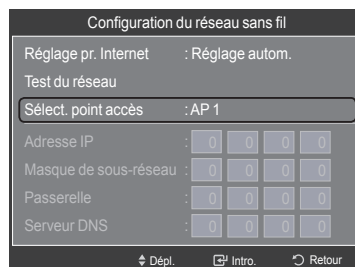 Configuration du réseau sans fil
Réglage pr. Internet : Réglage autom.
Test du réseau
Sélect. point accès : AP 1
Adresse IP : 0 0 0 0
Masque de sous-réseau : 0 0 0 0
Passerelle : 0 0 0 0
Serveur DNS : 0 0 0 0
Dépl. Intro. Retour